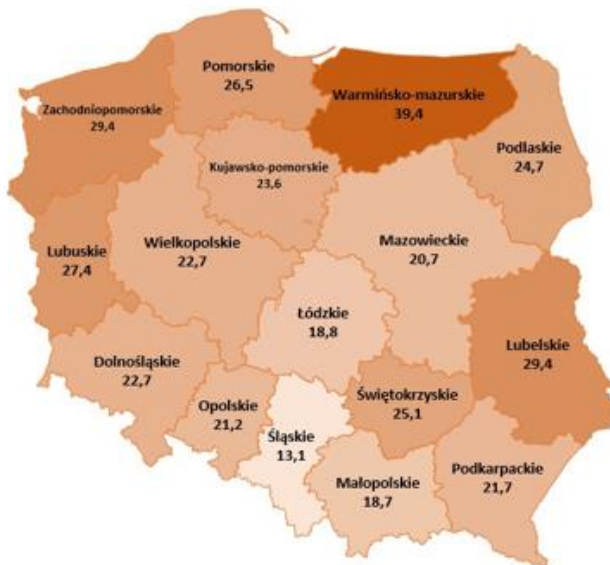 Pomorskie
26,5
Warmińsko-mazurskie
39,4
Zachodniopomorskie
29,4
Podlaskie
24,7
Kujawsko-pomorskie
23,6
Wielkopolskie
22,7
Mazowieckie
20,7
Lubuskie
27,4
Łódzkie
18,8
Lubelskie
29,4
Dolnośląskie
22,7
Świętokrzyskie
25,1
Opolskie
21,2
Śląskie
13,1
Podkarpackie
21,7
Małopolskie
18,7